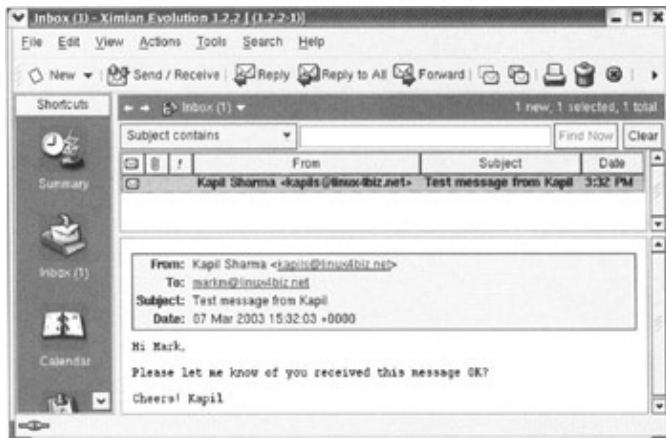 Inbox (1) - Ximian Evolution 1.2.2 [ (1.2.2-1)]
File Edit View Actions Tools Search Help
New Send / Receive Reply Reply to All Forward
Shortcuts
Inbox (1) 1 new, 1 selected, 1 total
Subject contains Find Now Clear
! From Subject Date
Kapil Sharma <kapils@linux4biz.net> Test message from Kapil 3:32 PM
Summary
Inbox (1)
Calendar
From: Kapil Sharma <kapils@linux4biz.net>
To: markm@linux4biz.net
Subject: Test message from Kapil
Date: 07 Mar 2003 15:32:03 +0000
Hi Mark,
Please let me know of you received this message OK?
Cheers! Kapil